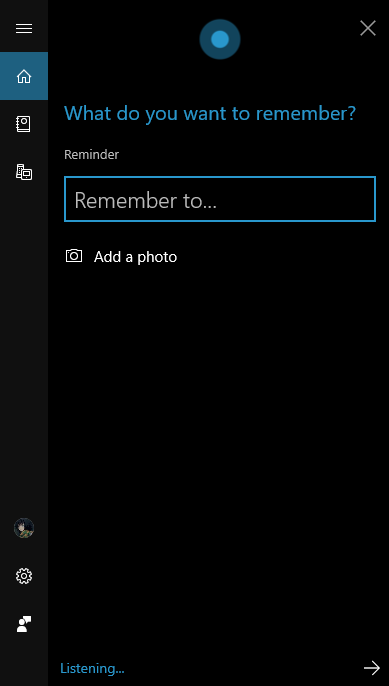 What do you want to remember?
Reminder
Remember to...
Add a photo
Listening...